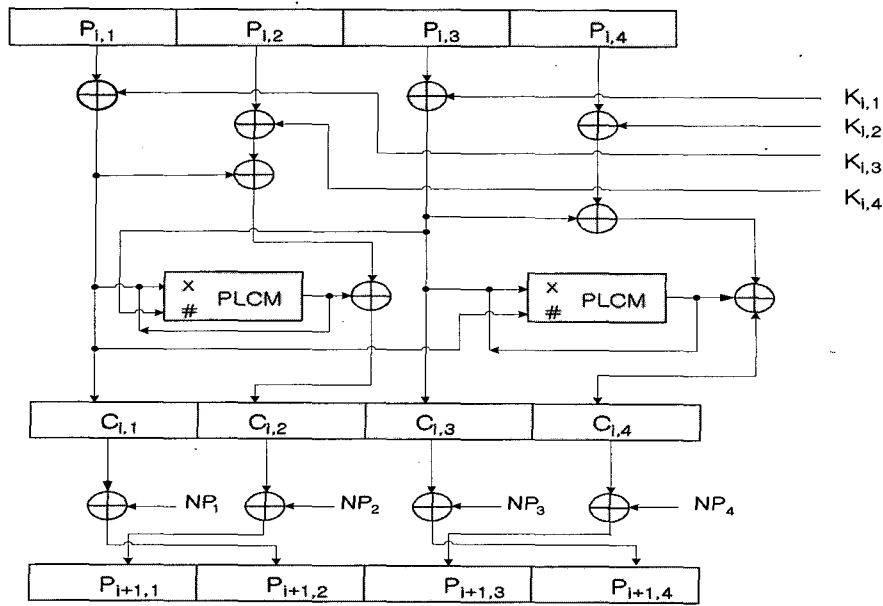 P_{i,1} P_{i,2} P_{i,3} P_{i,4}
K_{i,1}
K_{i,2}
K_{i,3}
K_{i,4}
x PLCM x PLCM
# #
C_{i,1} C_{i,2} C_{i,3} C_{i,4}
NP_1 NP_2 NP_3 NP_4
P_{i+1,1} P_{i+1,2} P_{i+1,3} P_{i+1,4}